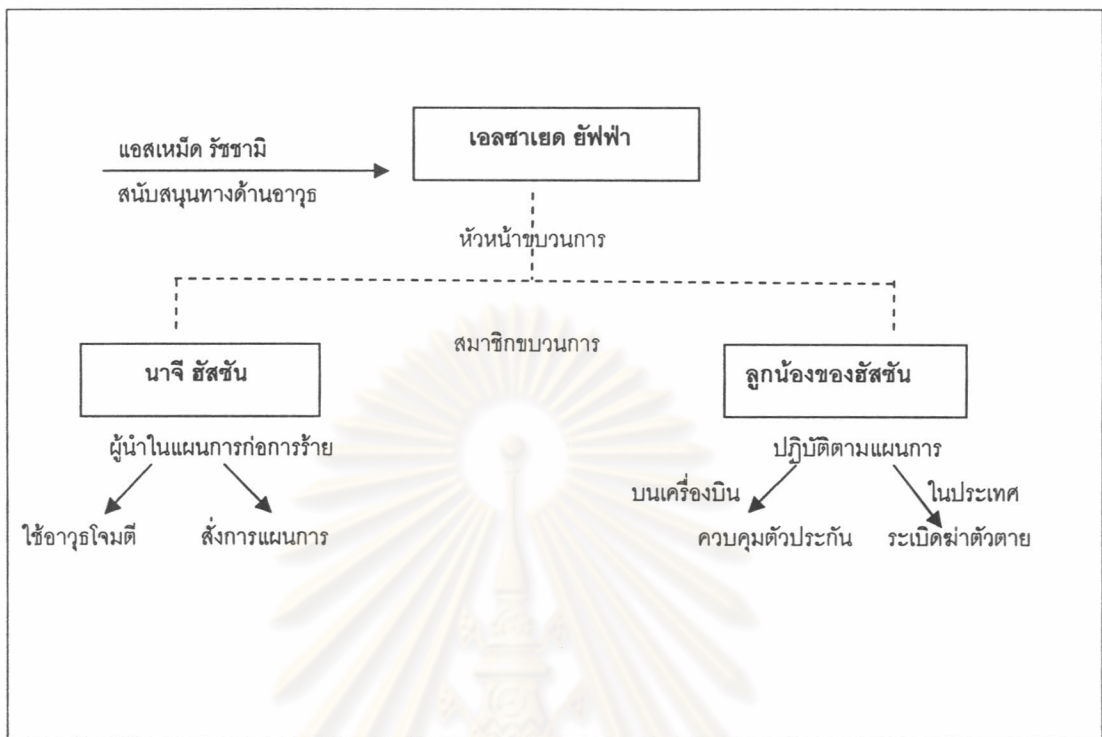 เอลซาเยด ยัฟฟ่า
แอสเหม็ด รัชชามิ
สนับสนุนทางด้านอาวุธ
หัวหน้าขบวนการ
สมาชิกขบวนการ
นาจี ฮัสซัน
ลูกน้องของฮัสซัน
ผู้นำในแผนการก่อการร้าย
ปฏิบัติตามแผนการ
บนเครื่องบิน
ในประเทศ
ใช้อาวุธโจมตี
สั่งการแผนการ
ควบคุมตัวประกัน
ระเบิดฆ่าตัวตาย